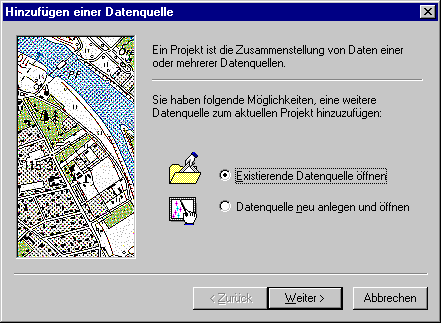 Hinzufügen einer Datenquelle
Ein Projekt ist die Zusammenstellung von Daten einer
oder mehrerer Datenquellen.
Sie haben folgende Möglichkeiten, eine weitere
Datenquelle zum aktuellen Projekt hinzuzufügen:
Existierende Datenquelle öffnen
Datenquelle neu anlegen und öffnen
< Zurück
Weiter >
Abbrechen